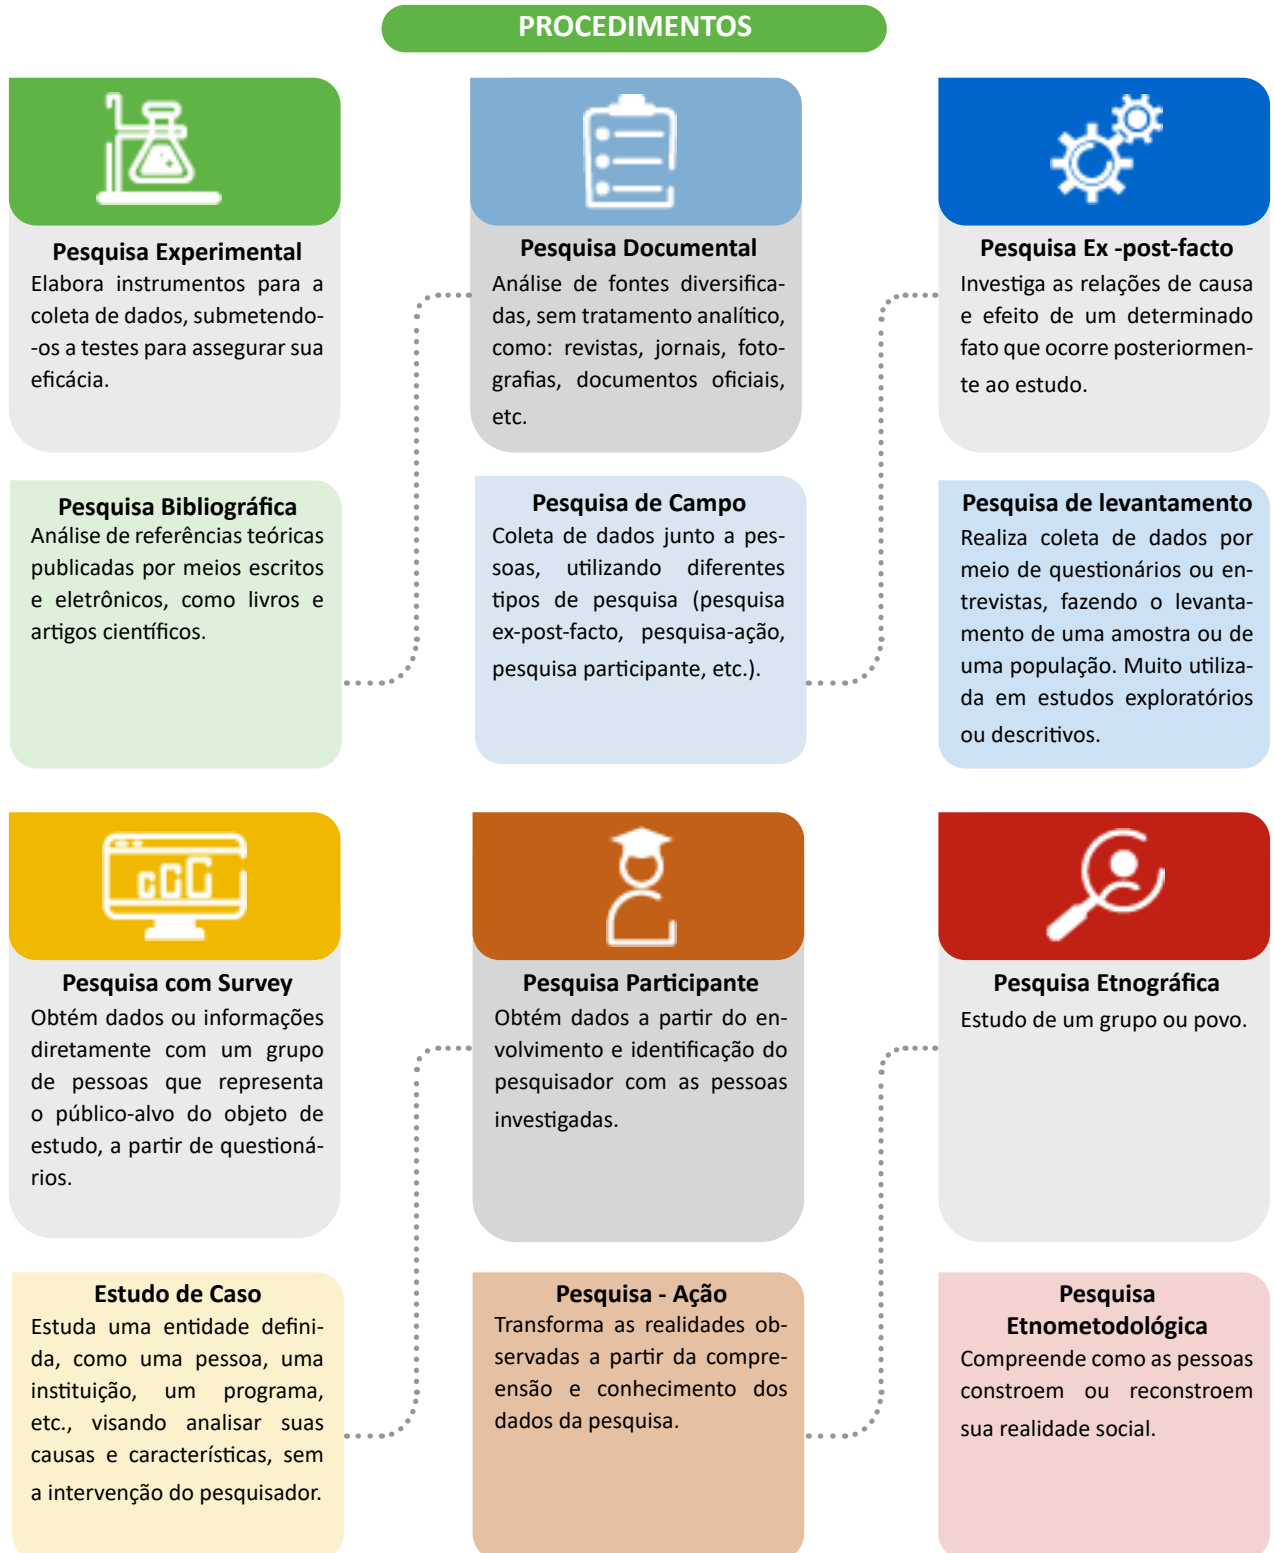 PROCEDIMENTOS
Pesquisa Experimental
Elabora instrumentos para a
coleta de dados, submetendo-
-os a testes para assegurar sua
eficácia.
Pesquisa Documental
Análise de fontes diversifica-
das, sem tratamento analítico,
como: revistas, jornais, foto-
grafias, documentos oficiais,
etc.
Pesquisa Ex -post-facto
Investiga as relações de causa
e efeito de um determinado
fato que ocorre posteriormen-
te ao estudo.
Pesquisa Bibliográfica
Análise de referências teóricas
publicadas por meios escritos
e eletrônicos, como livros e
artigos científicos.
Pesquisa de Campo
Coleta de dados junto a pes-
soas, utilizando diferentes
tipos de pesquisa (pesquisa
ex-post-facto, pesquisa-ação,
pesquisa participante, etc.).
Pesquisa de levantamento
Realiza coleta de dados por
meio de questionários ou en-
trevistas, fazendo o levanta-
mento de uma amostra ou de
uma população. Muito utiliza-
da em estudos exploratórios
ou descritivos.
Pesquisa com Survey
Obtém dados ou informações
diretamente com um grupo
de pessoas que representa
o público-alvo do objeto de
estudo, a partir de questioná-
rios.
Pesquisa Participante
Obtém dados a partir do en-
volvimento e identificação do
pesquisador com as pessoas
investigadas.
Pesquisa Etnográfica
Estudo de um grupo ou povo.
Estudo de Caso
Estuda uma entidade defini-
da, como uma pessoa, uma
instituição, um programa,
etc., visando analisar suas
causas e características, sem
a intervenção do pesquisador.
Pesquisa - Ação
Transforma as realidades ob-
servadas a partir da compre-
ensão e conhecimento dos
dados da pesquisa.
Pesquisa
Etnometodológica
Compreende como as pessoas
constroem ou reconstroem
sua realidade social.